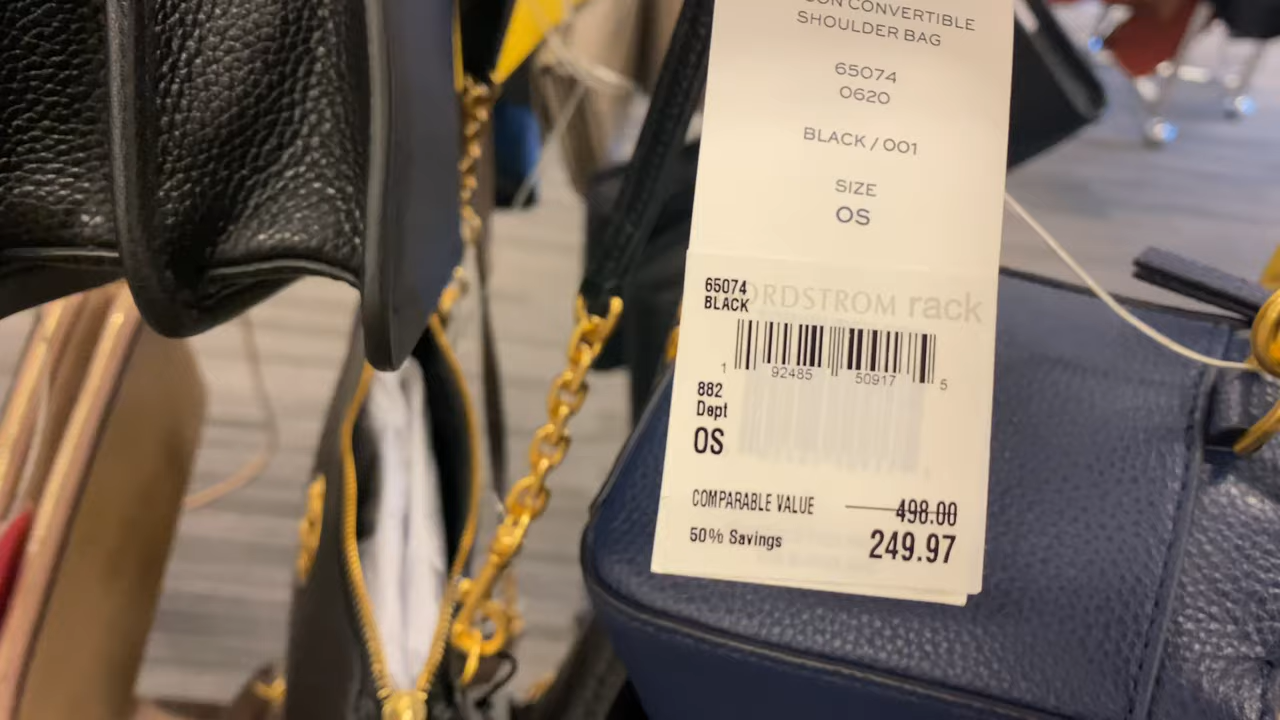 CONVERTIBLE
SHOULDER BAG
65074
0620
BLACK / 001
SIZE
OS
65074
BLACK
NORDSTROM rack
1 92485 50917 5
882
Dept
OS
COMPARABLE VALUE 498.00
50% Savings 249.97